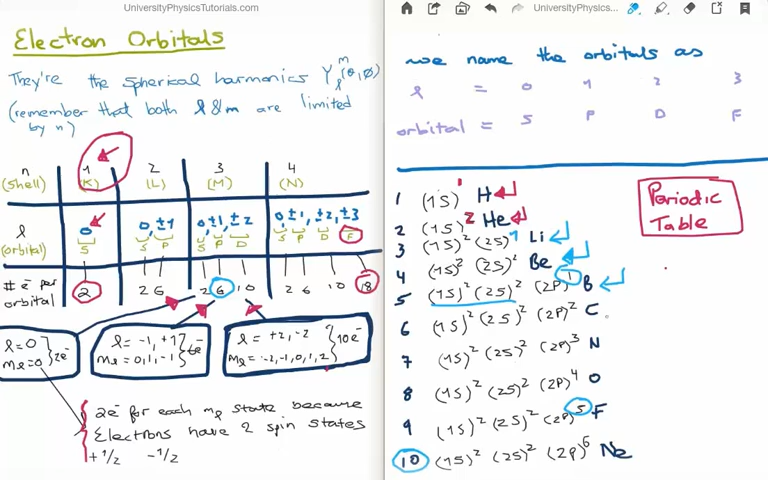 UniversityPhysicsTutorials.com
Electron Orbitals
They're the spherical harmonics Yₗᵐ(θ,φ)
(remember that both l & m are limited
by n)
n 1 2 3 4
(shell) (K) (L) (M) (N)
l 0 0,±1 0,±1,±2 0,±1,±2,±3
(orbital) S S P S P D S P D F
# e⁻ per 2 2 6 2 6 10 2 6 10 18
orbital
l=0 } 2e⁻
mₗ=0
l = -1, +1 } 6e⁻
mₗ = 0,1,-1
l = +2, -2 } 10e⁻
mₗ = -2,-1,0,1,2
2e⁻ for each mₗ state because
Electrons have 2 spin states
+1/2 -1/2
UniversityPhysics...
we name the orbitals as
l = 0 1 2 3
orbital = S P D F
Periodic
Table
1 (1S)¹ H
2 (1S)² He
3 (1S)² (2S)¹ Li
4 (1S)² (2S)² Be
5 (1S)² (2S)² (2P)¹ B
6 (1S)² (2S)² (2P)² C
7 (1S)² (2S)² (2P)³ N
8 (1S)² (2S)² (2P)⁴ O
9 (1S)² (2S)² (2P)⁵ F
10 (1S)² (2S)² (2P)⁶ Ne